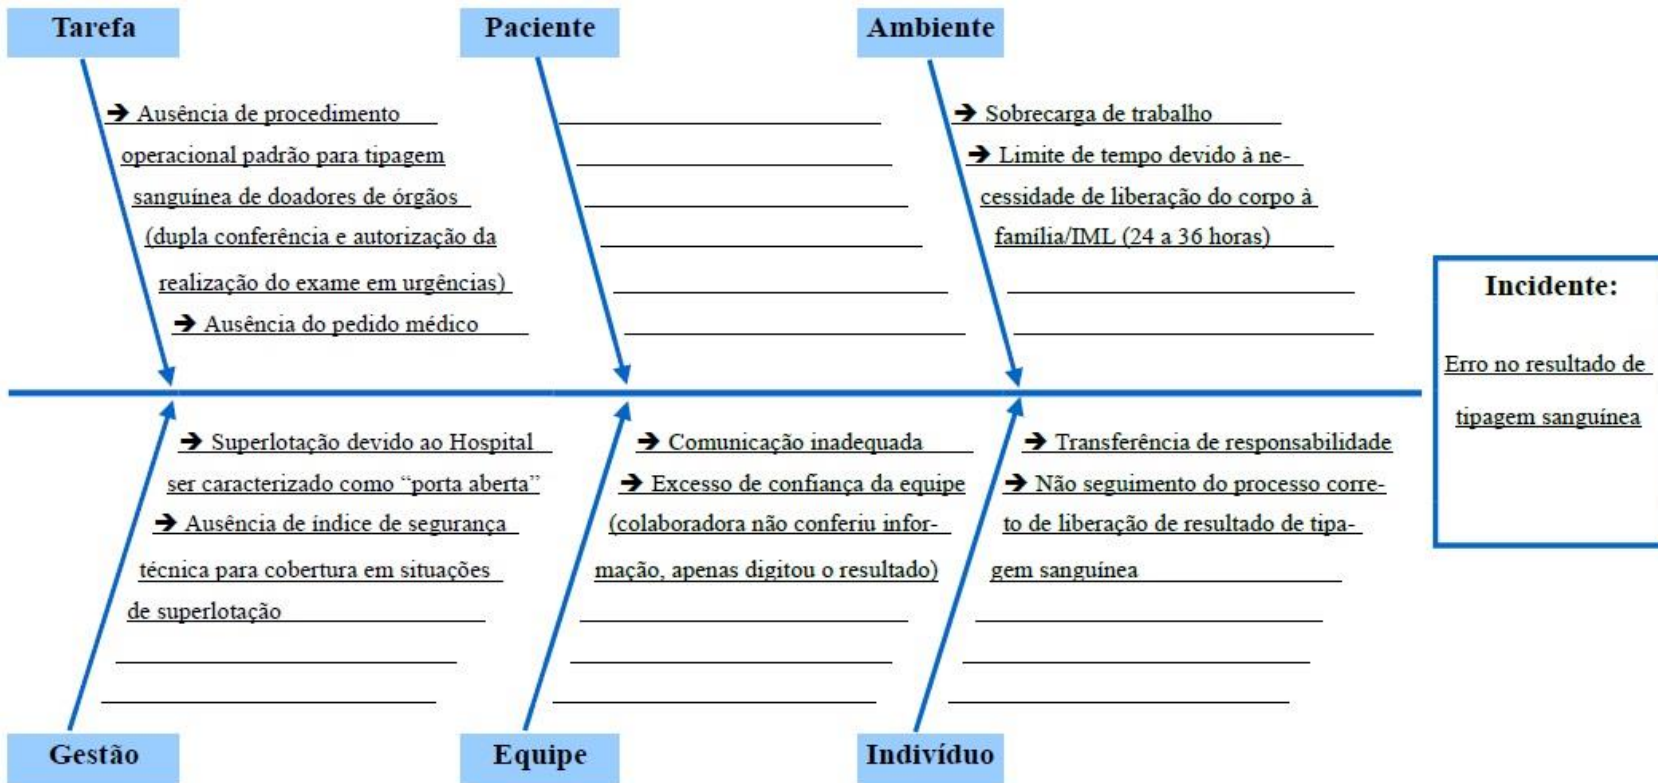 Tarefa
Paciente
Ambiente
➔ Ausência de procedimento
operacional padrão para tipagem
sanguínea de doadores de órgãos
(dupla conferência e autorização da
realização do exame em urgências)
➔ Ausência do pedido médico
➔ Sobrecarga de trabalho
➔ Limite de tempo devido à ne-
cessidade de liberação do corpo à
família/IML (24 a 36 horas)
Incidente:
Erro no resultado de
tipagem sanguínea
➔ Superlotação devido ao Hospital
ser caracterizado como “porta aberta”
➔ Ausência de índice de segurança
técnica para cobertura em situações
de superlotação
➔ Comunicação inadequada
➔ Excesso de confiança da equipe
(colaboradora não conferiu infor-
mação, apenas digitou o resultado)
➔ Transferência de responsabilidade
➔ Não seguimento do processo corre-
to de liberação de resultado de tipa-
gem sanguínea
Gestão
Equipe
Indivíduo